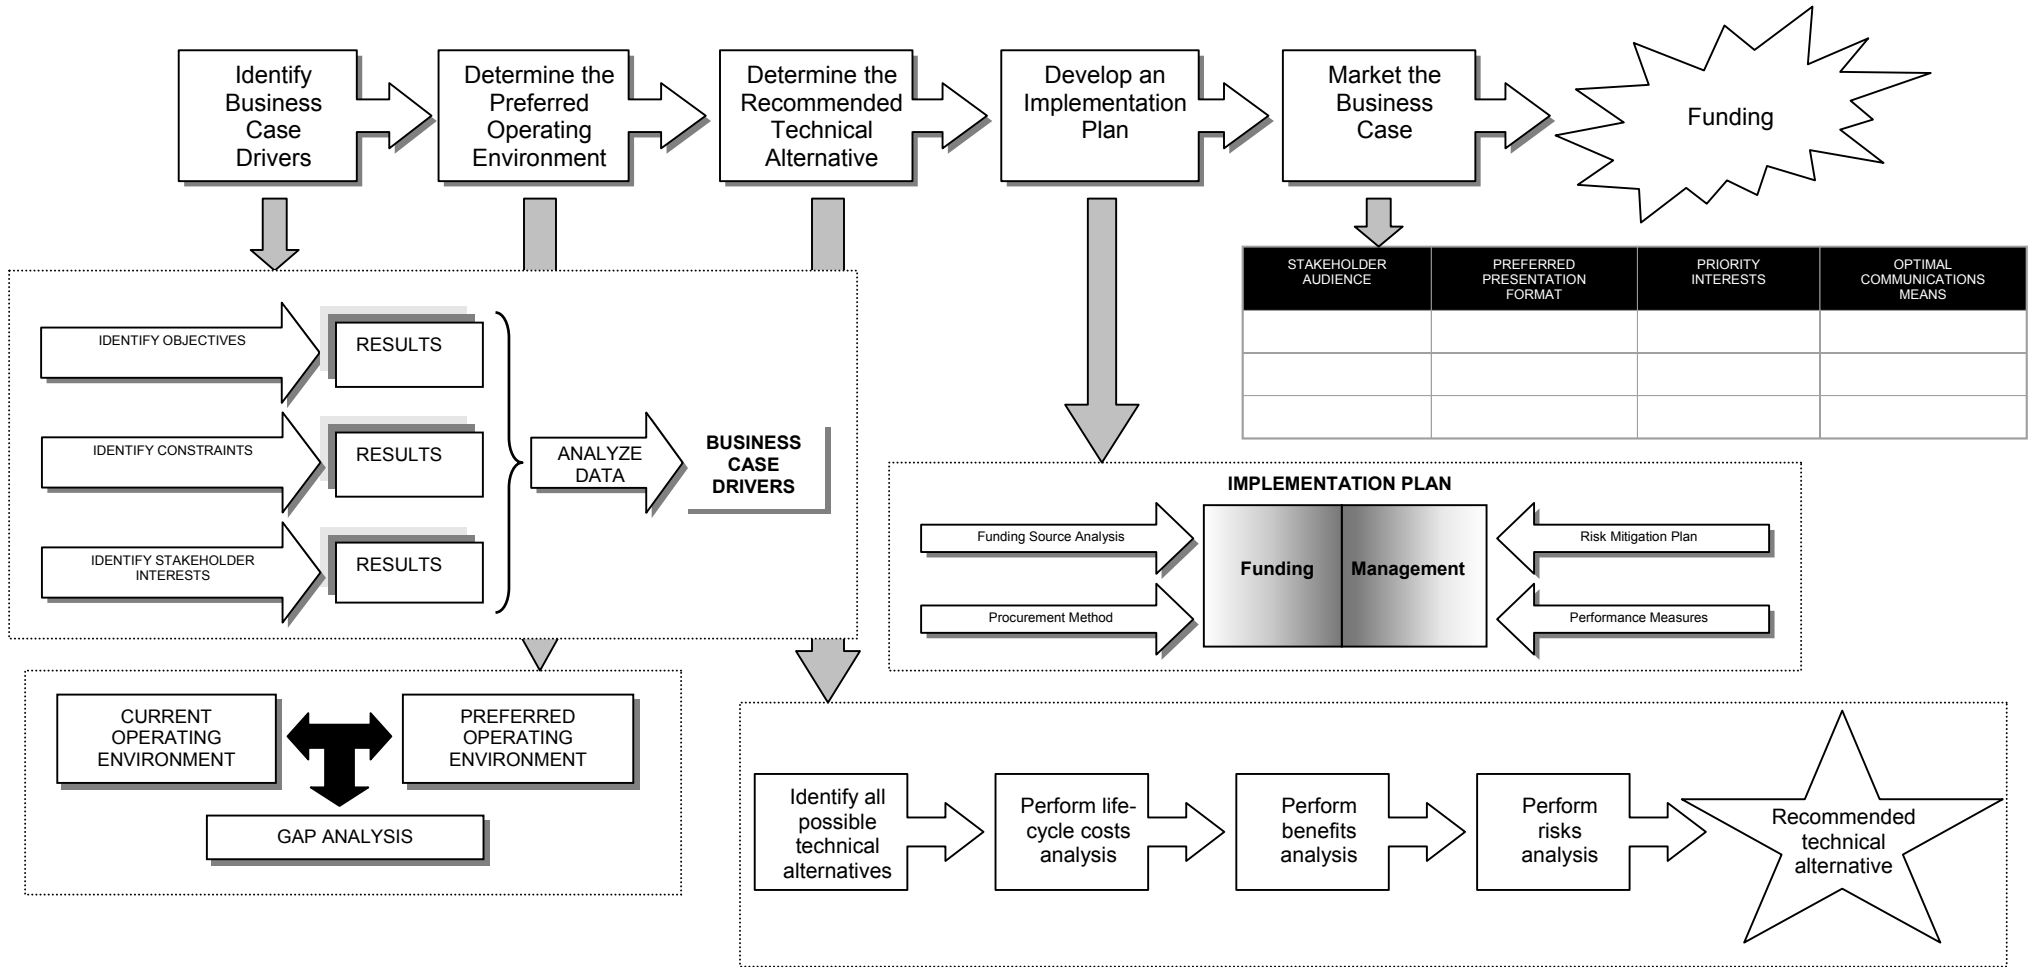 Identify
Business
Case
Drivers
Determine the
Preferred
Operating
Environment
Determine the
Recommended
Technical
Alternative
Develop an
Implementation
Plan
Market the
Business
Case
Funding
STAKEHOLDER
AUDIENCE
PREFERRED
PRESENTATION
FORMAT
PRIORITY
INTERESTS
OPTIMAL
COMMUNICATIONS
MEANS
IDENTIFY OBJECTIVES
RESULTS
IDENTIFY CONSTRAINTS
RESULTS
IDENTIFY STAKEHOLDER
INTERESTS
RESULTS
ANALYZE
DATA
BUSINESS
CASE
DRIVERS
IMPLEMENTATION PLAN
Funding Source Analysis
Procurement Method
Funding
Management
Risk Mitigation Plan
Performance Measures
CURRENT
OPERATING
ENVIRONMENT
PREFERRED
OPERATING
ENVIRONMENT
GAP ANALYSIS
Identify all
possible
technical
alternatives
Perform life-
cycle costs
analysis
Perform
benefits
analysis
Perform
risks
analysis
Recommended
technical
alternative